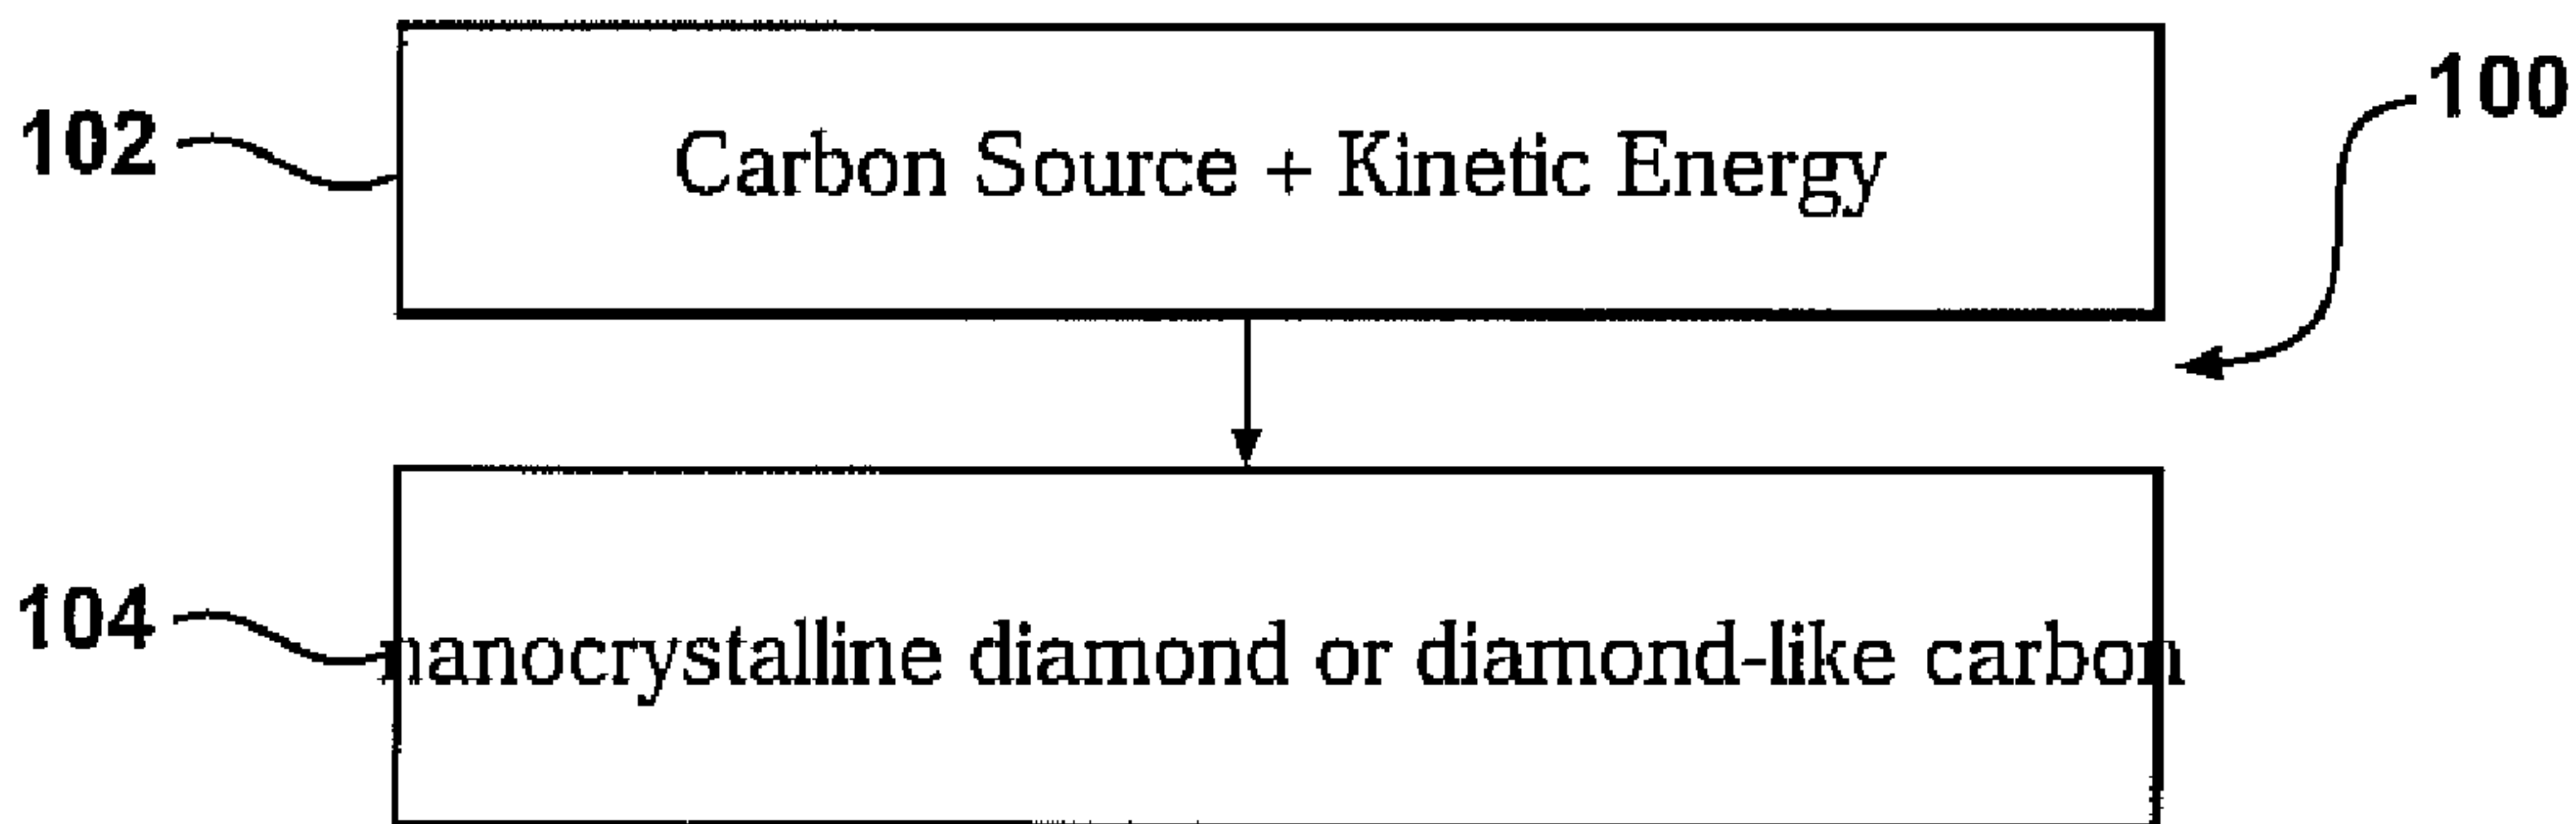 100
102
Carbon Source + Kinetic Energy
104
nanocrystalline diamond or diamond-like carbon